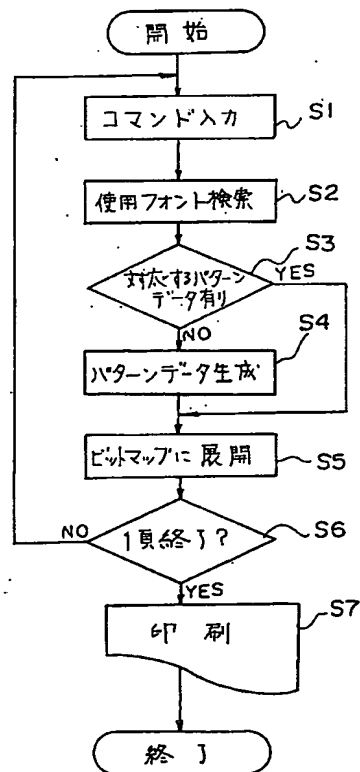 開始
コマンド入力
S1
使用フォント検索
S2
S3
対応するパターン
データ有り
YES
NO
S4
パターンデータ生成
ビットマップに展開
S5
NO
1頁終了?
S6
YES
S7
印刷
終了